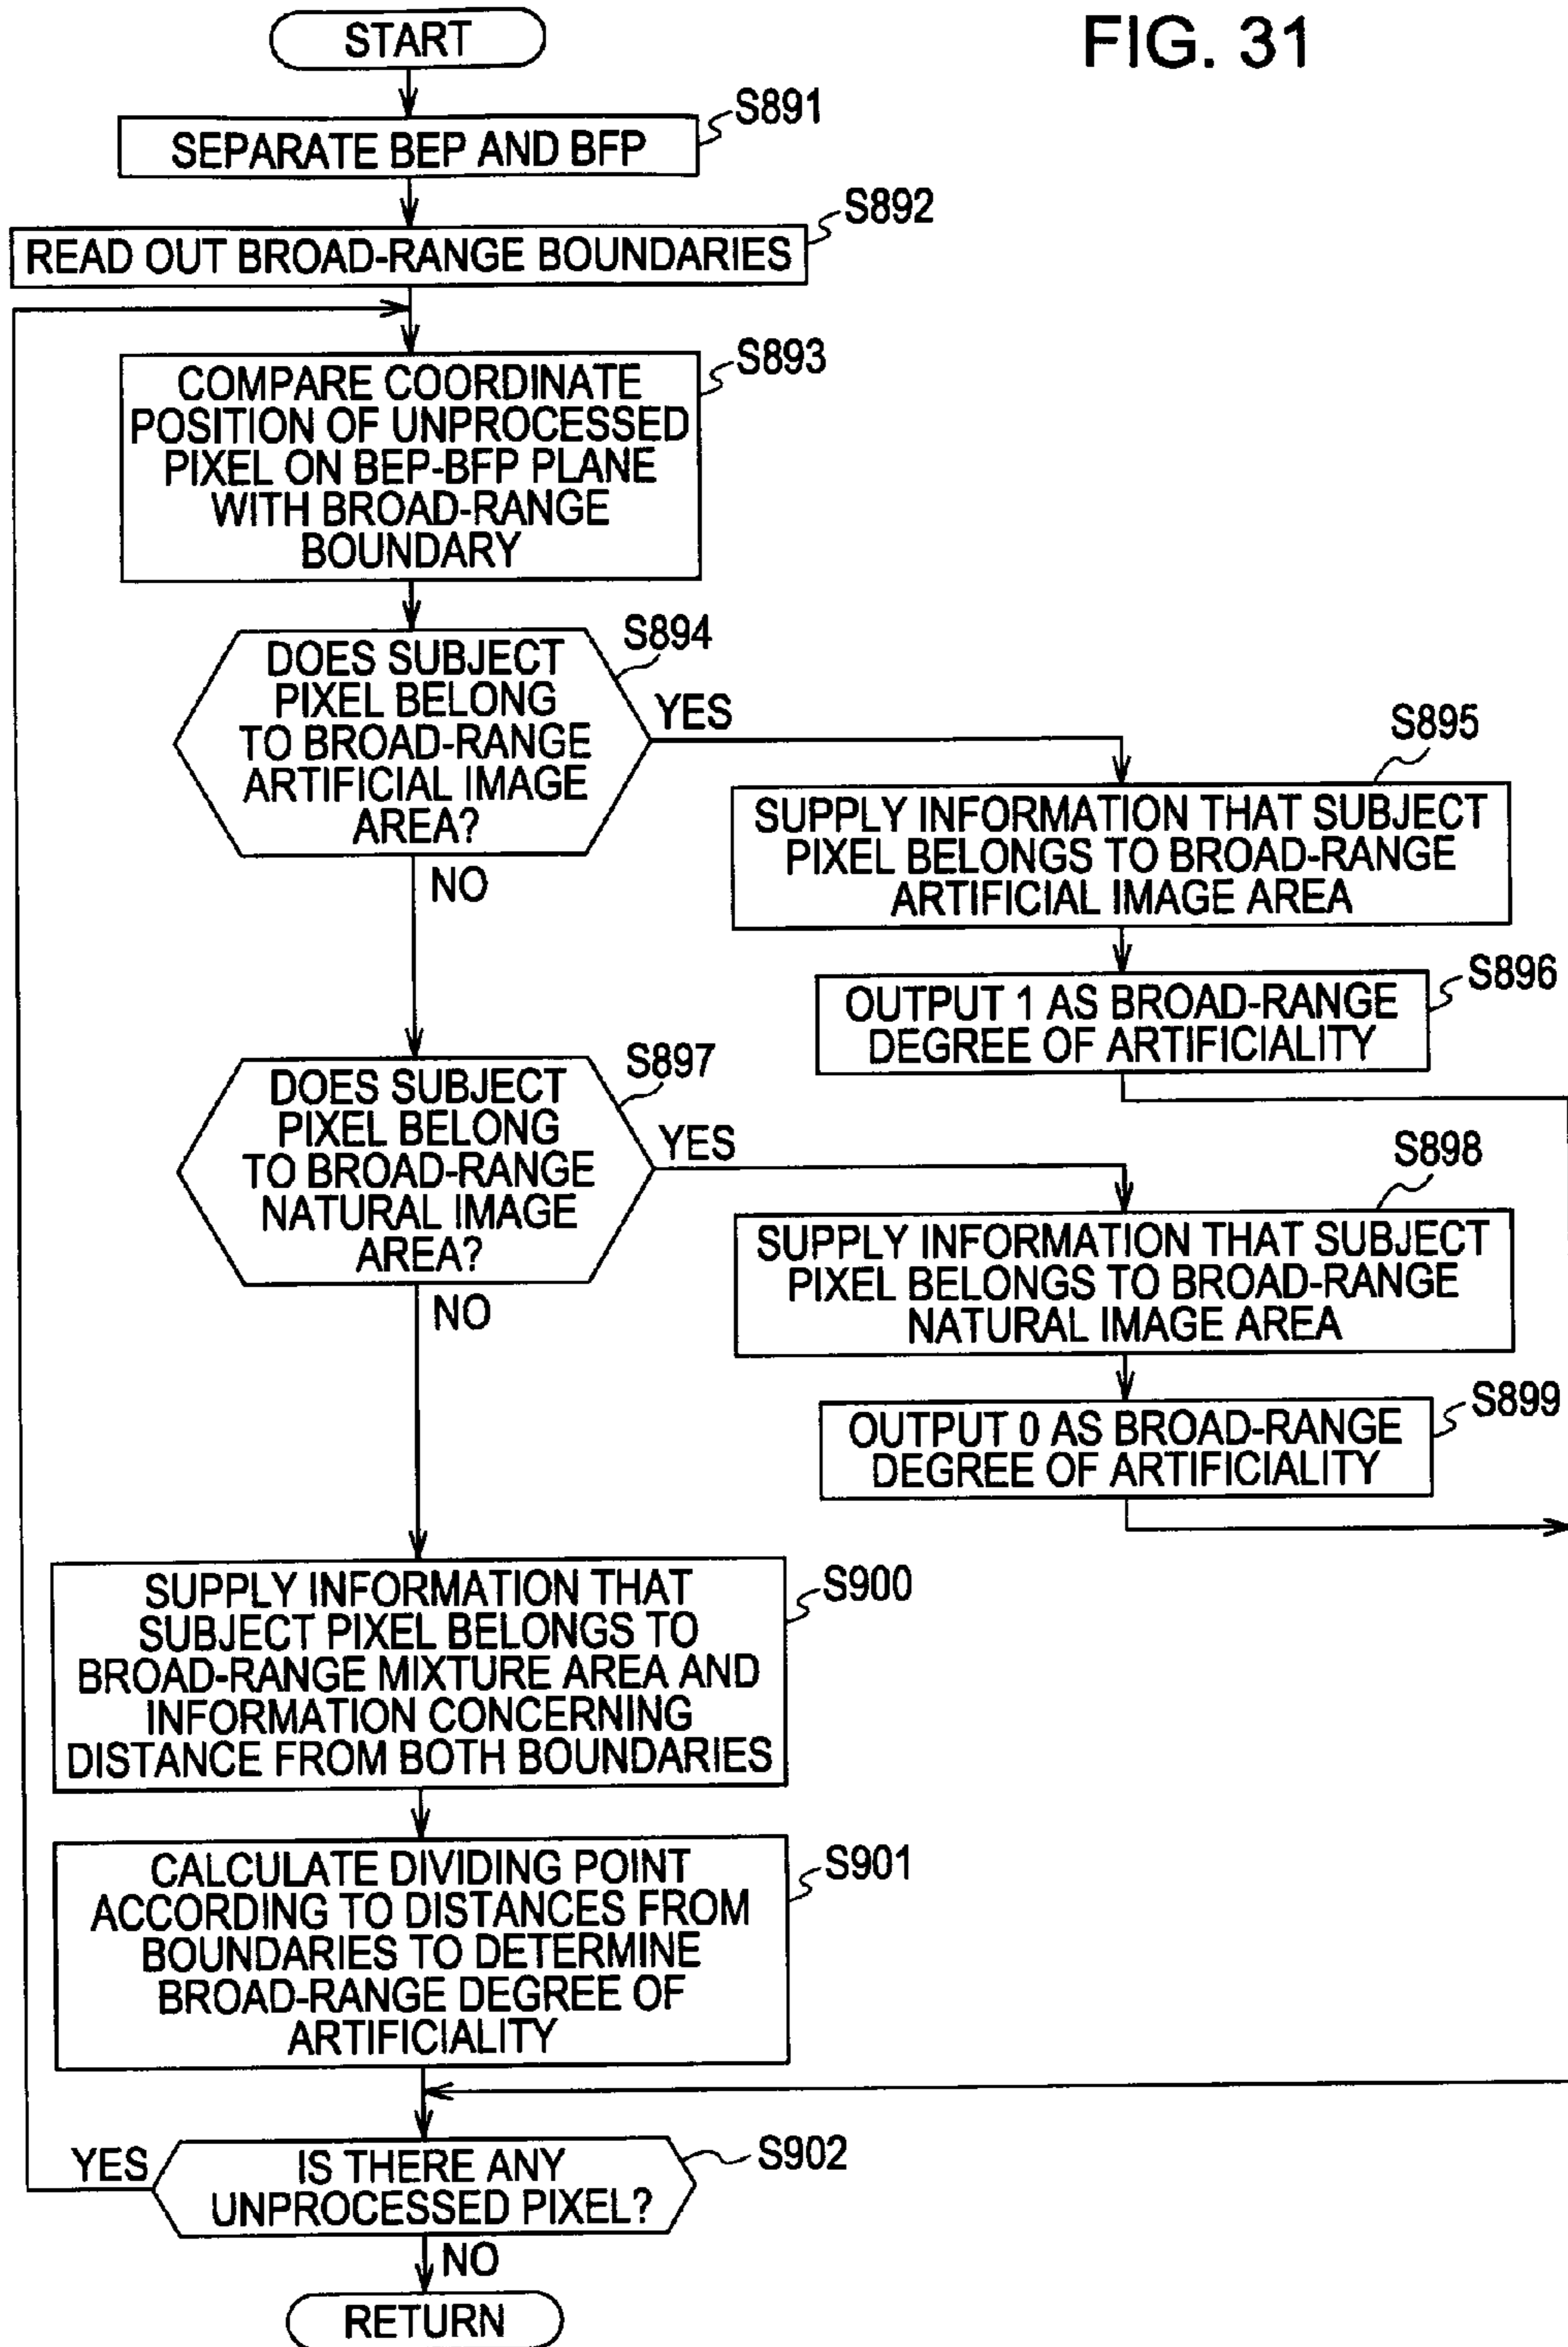 FIG. 31
START
S891
SEPARATE BEP AND BFP
S892
READ OUT BROAD-RANGE BOUNDARIES
S893
COMPARE COORDINATE
POSITION OF UNPROCESSED
PIXEL ON BEP-BFP PLANE
WITH BROAD-RANGE
BOUNDARY
S894
DOES SUBJECT
PIXEL BELONG
TO BROAD-RANGE
ARTIFICIAL IMAGE
AREA?
YES
NO
S895
SUPPLY INFORMATION THAT SUBJECT
PIXEL BELONGS TO BROAD-RANGE
ARTIFICIAL IMAGE AREA
S896
OUTPUT 1 AS BROAD-RANGE
DEGREE OF ARTIFICIALITY
S897
DOES SUBJECT
PIXEL BELONG
TO BROAD-RANGE
NATURAL IMAGE
AREA?
YES
NO
S898
SUPPLY INFORMATION THAT SUBJECT
PIXEL BELONGS TO BROAD-RANGE
NATURAL IMAGE AREA
S899
OUTPUT 0 AS BROAD-RANGE
DEGREE OF ARTIFICIALITY
S900
SUPPLY INFORMATION THAT
SUBJECT PIXEL BELONGS TO
BROAD-RANGE MIXTURE AREA AND
INFORMATION CONCERNING
DISTANCE FROM BOTH BOUNDARIES
S901
CALCULATE DIVIDING POINT
ACCORDING TO DISTANCES FROM
BOUNDARIES TO DETERMINE
BROAD-RANGE DEGREE OF
ARTIFICIALITY
S902
YES
IS THERE ANY
UNPROCESSED PIXEL?
NO
RETURN